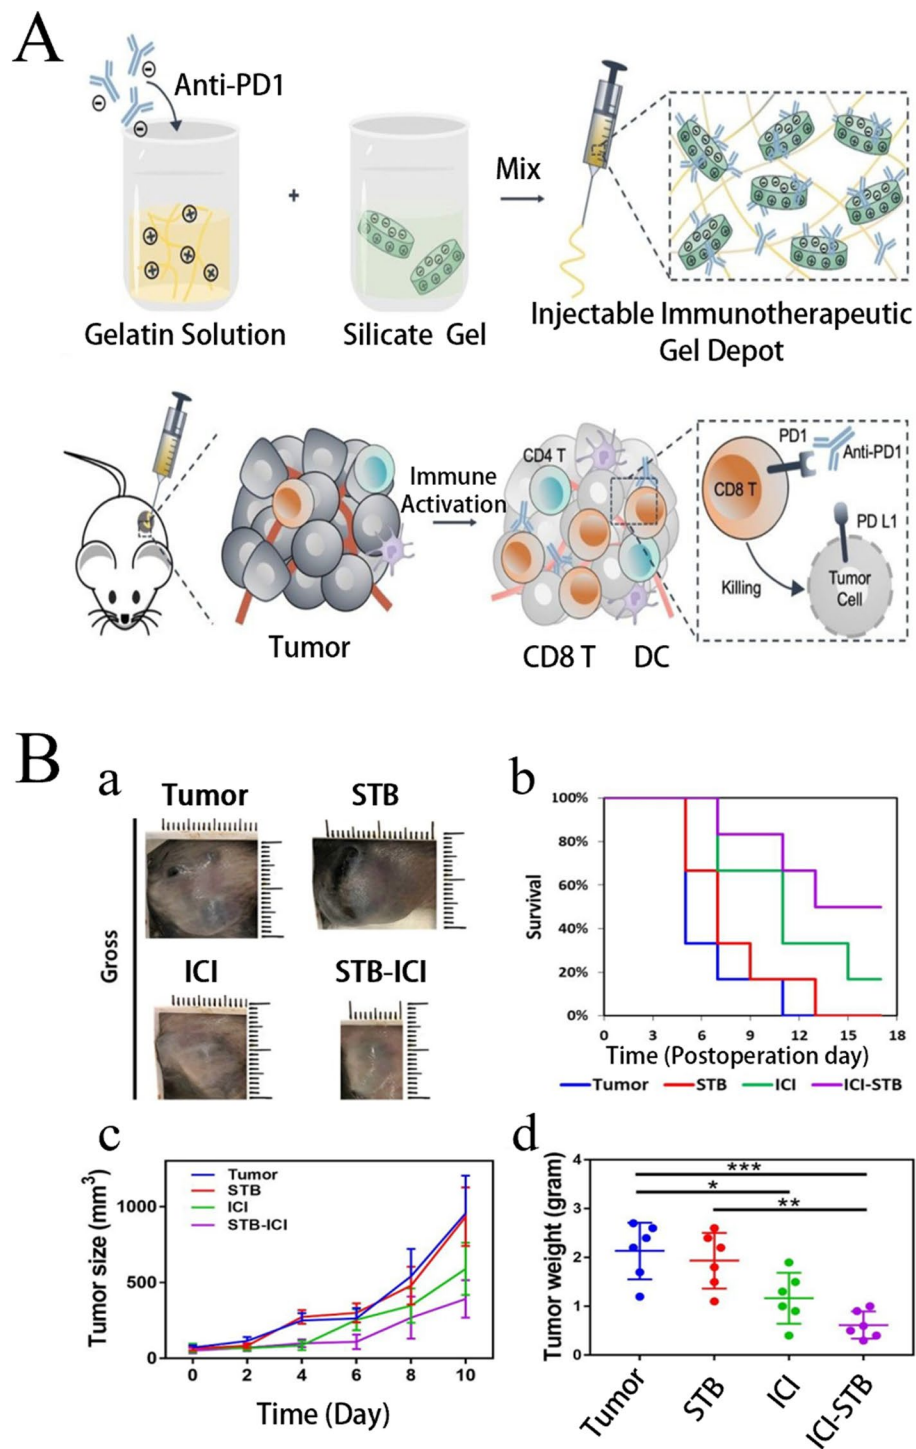 A
Anti-PD1
+
Mix
Gelatin Solution
Silicate Gel
Injectable Immunotherapeutic
Gel Depot
Immune
Activation
Tumor
CD4 T
CD8 T
DC
PD1
Anti-PD1
CD8 T
PD L1
Killing
Tumor
Cell
B
a
Tumor
STB
Gross
ICI
STB-ICI
b
Survival
100%
80%
60%
40%
20%
0%
0 3 6 9 11 12 15 18
Time (Postoperation day)
Tumor STB ICI ICI-STB
c
Tumor size (mm3)
Tumor
STB
ICI
STB-ICI
1000
500
0
0 2 4 6 8 10
Time (Day)
d
Tumor weight (gram)
4
3
2
1
0
***
*
**
Tumor
STB
ICI
ICI-STB